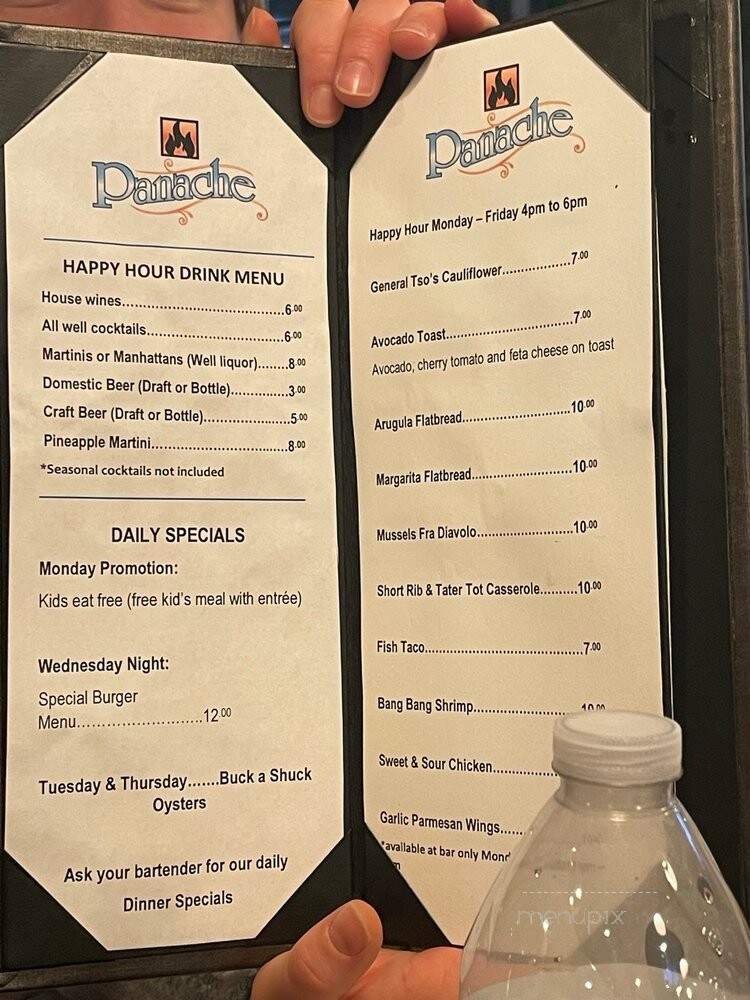 Panache
HAPPY HOUR DRINK MENU
House wines.......................................6.00
All well cocktails.................................6.00
Martinis or Manhattans (Well liquor).......8.00
Domestic Beer (Draft or Bottle)..............3.00
Craft Beer (Draft or Bottle).....................5.00
Pineapple Martini.................................8.00
*Seasonal cocktails not included
DAILY SPECIALS
Monday Promotion:
Kids eat free (free kid's meal with entrée)
Wednesday Night:
Special Burger
Menu……………………..12.00
Tuesday & Thursday…….Buck a Shuck
Oysters
Ask your bartender for our daily
Dinner Specials
Panache
Happy Hour Monday – Friday 4pm to 6pm
General Tso's Cauliflower..................7.00
Avocado Toast.................................7.00
Avocado, cherry tomato and feta cheese on toast
Arugula Flatbread............................10.00
Margarita Flatbread..........................10.00
Mussels Fra Diavolo.........................10.00
Short Rib & Tater Tot Casserole..........10.00
Fish Taco.........................................7.00
Bang Bang Shrimp............................10.00
Sweet & Sour Chicken................
Garlic Parmesan Wings......
*available at bar only
menupix